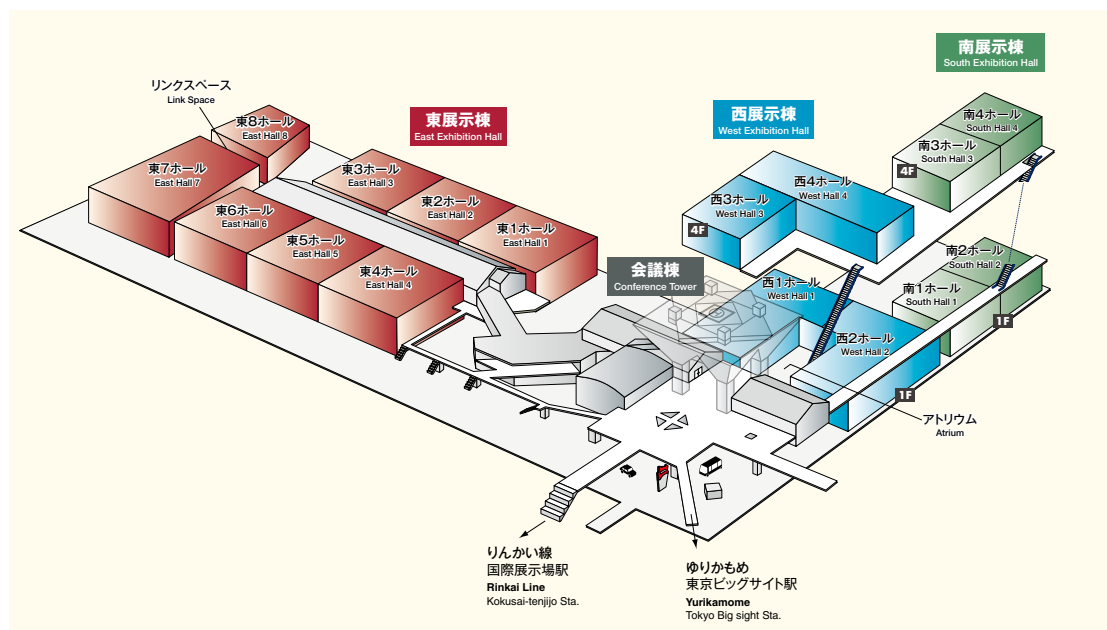 南展示棟
South Exhibition Hall
リンクスペース
Link Space
東展示棟
East Exhibition Hall
西展示棟
West Exhibition Hall
東8ホール
East Hall 8
東7ホール
East Hall 7
東6ホール
East Hall 6
東5ホール
East Hall 5
東4ホール
East Hall 4
東3ホール
East Hall 3
東2ホール
East Hall 2
東1ホール
East Hall 1
南4ホール
South Hall 4
南3ホール
South Hall 3
4F
西4ホール
West Hall 4
西3ホール
West Hall 3
4F
会議棟
Conference Tower
西1ホール
West Hall 1
西2ホール
West Hall 2
1F
南2ホール
South Hall 2
南1ホール
South Hall 1
1F
アトリウム
Atrium
りんかい線
国際展示場駅
Rinkai Line
Kokusai-tenjijo Sta.
ゆりかもめ
東京ビッグサイト駅
Yurikamome
Tokyo Big sight Sta.